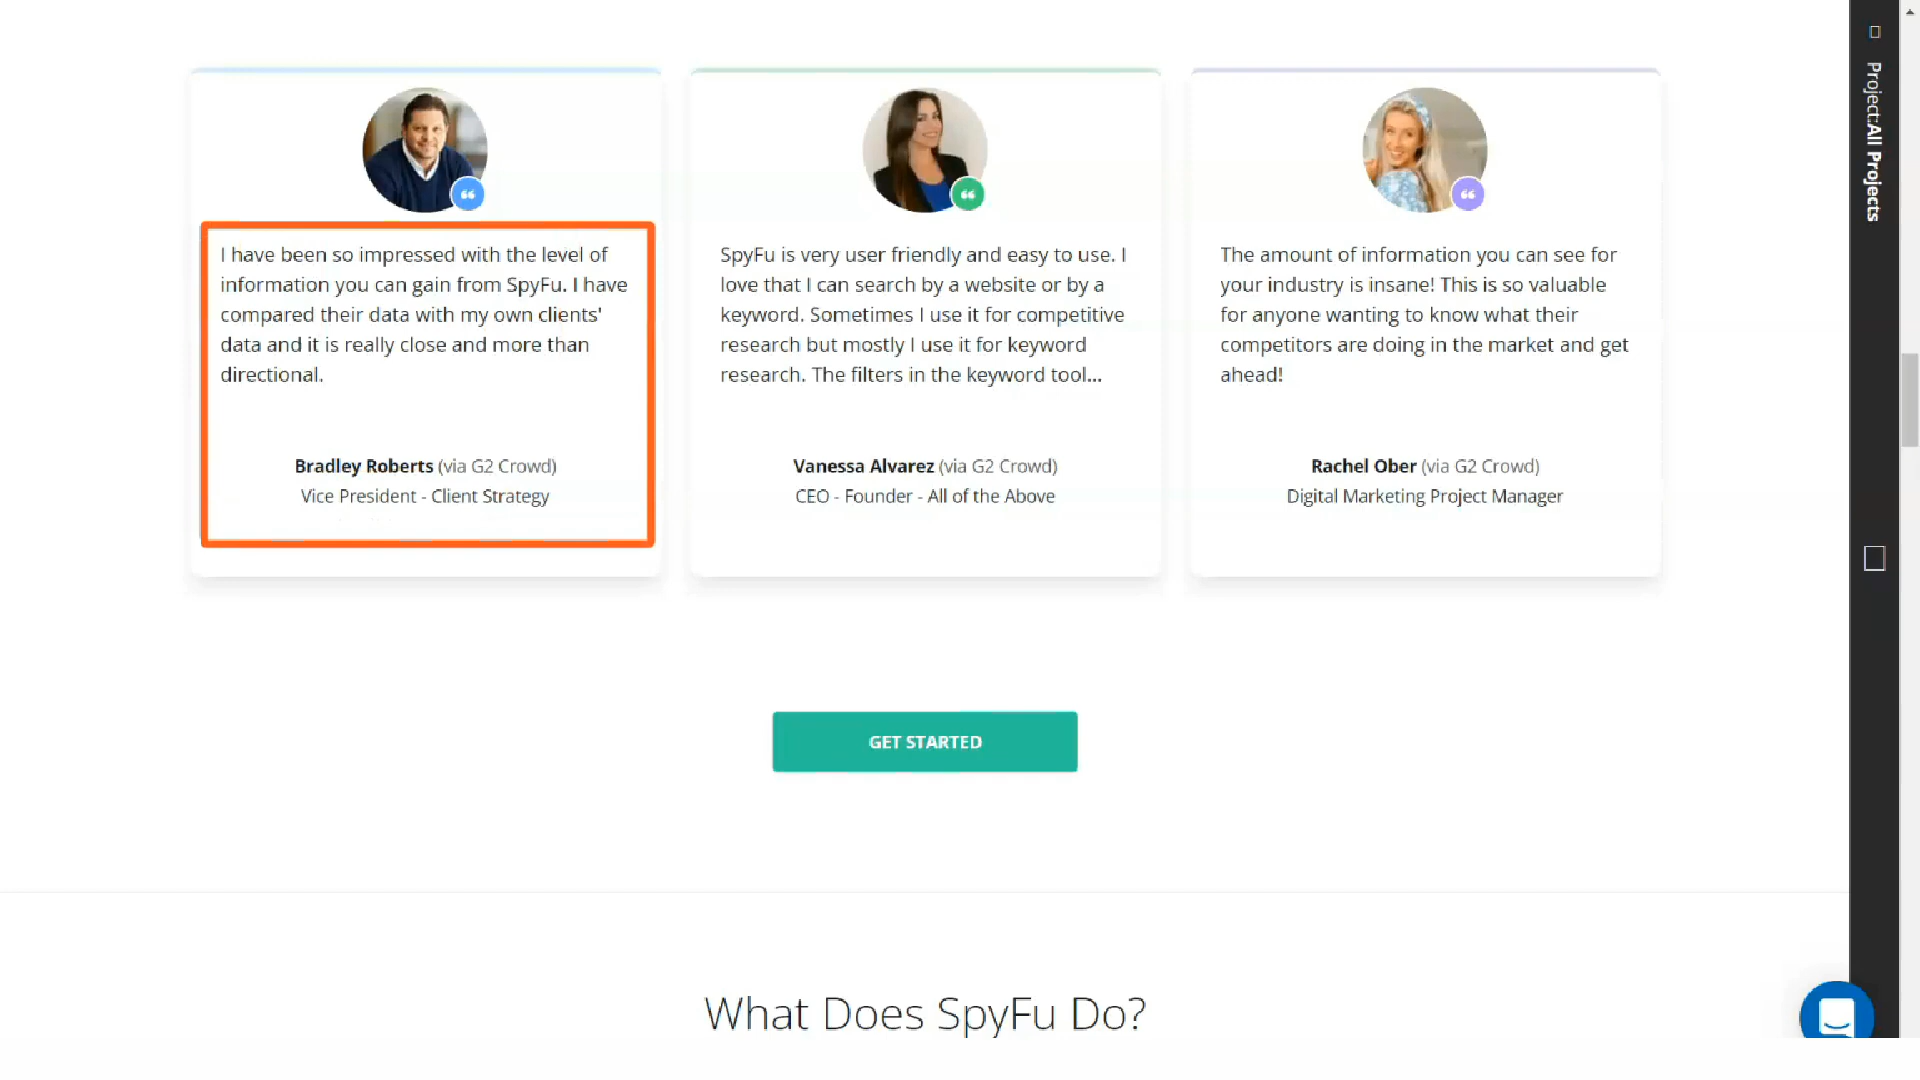 I have been so impressed with the level of
information you can gain from SpyFu. I have
compared their data with my own clients'
data and it is really close and more than
directional.
Bradley Roberts (via G2 Crowd)
Vice President - Client Strategy
SpyFu is very user friendly and easy to use. I
love that I can search by a website or by a
keyword. Sometimes I use it for competitive
research but mostly I use it for keyword
research. The filters in the keyword tool...
Vanessa Alvarez (via G2 Crowd)
CEO - Founder - All of the Above
The amount of information you can see for
your industry is insane! This is so valuable
for anyone wanting to know what their
competitors are doing in the market and get
ahead!
Rachel Ober (via G2 Crowd)
Digital Marketing Project Manager
GET STARTED
What Does SpyFu Do?
Project:All Projects